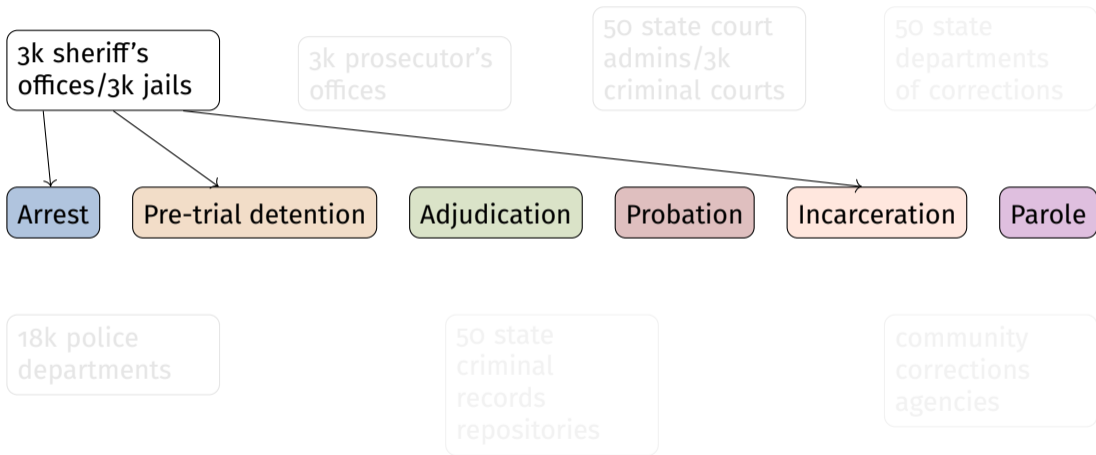 3k sheriff's
offices/3k jails
3k prosecutor's
offices
50 state court
admins/3k
criminal courts
50 state
departments
of corrections
Arrest
Pre-trial detention
Adjudication
Probation
Incarceration
Parole
18k police
departments
50 state
criminal
records
repositories
community
corrections
agencies